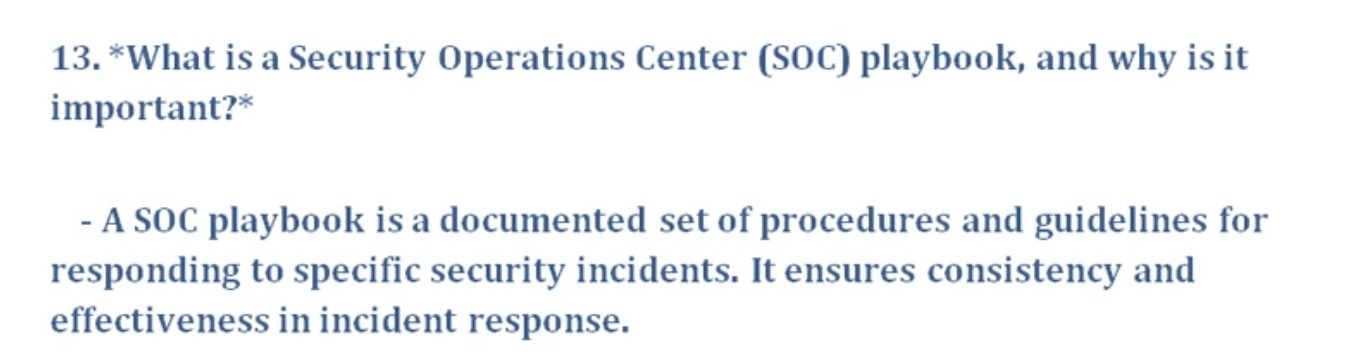 13. *What is a Security Operations Center (SOC) playbook, and why is it
important?*
- A SOC playbook is a documented set of procedures and guidelines for
responding to specific security incidents. It ensures consistency and
effectiveness in incident response.